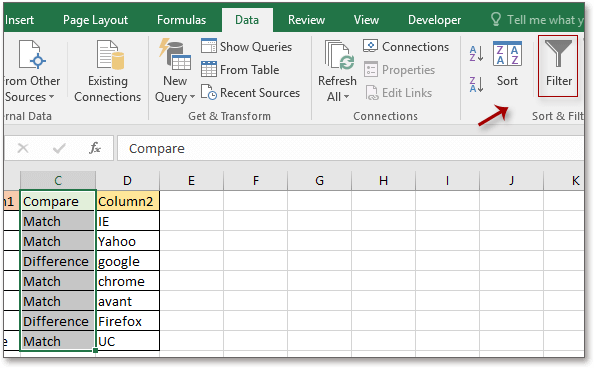 Insert Page Layout Formulas Data Review View Developer Tell me what y
From Other Sources
Existing Connections
New Query
Show Queries
From Table
Recent Sources
Refresh All
Connections
Properties
Edit Links
A Z
Z A
Z A A Z
Sort
Filter
rnal Data Get & Transform Connections Sort & Filt
fx Compare
C D E F G H I J K
n1 Compare Column2
Match IE
Match Yahoo
Difference google
Match chrome
Match avant
Difference Firefox
e Match UC